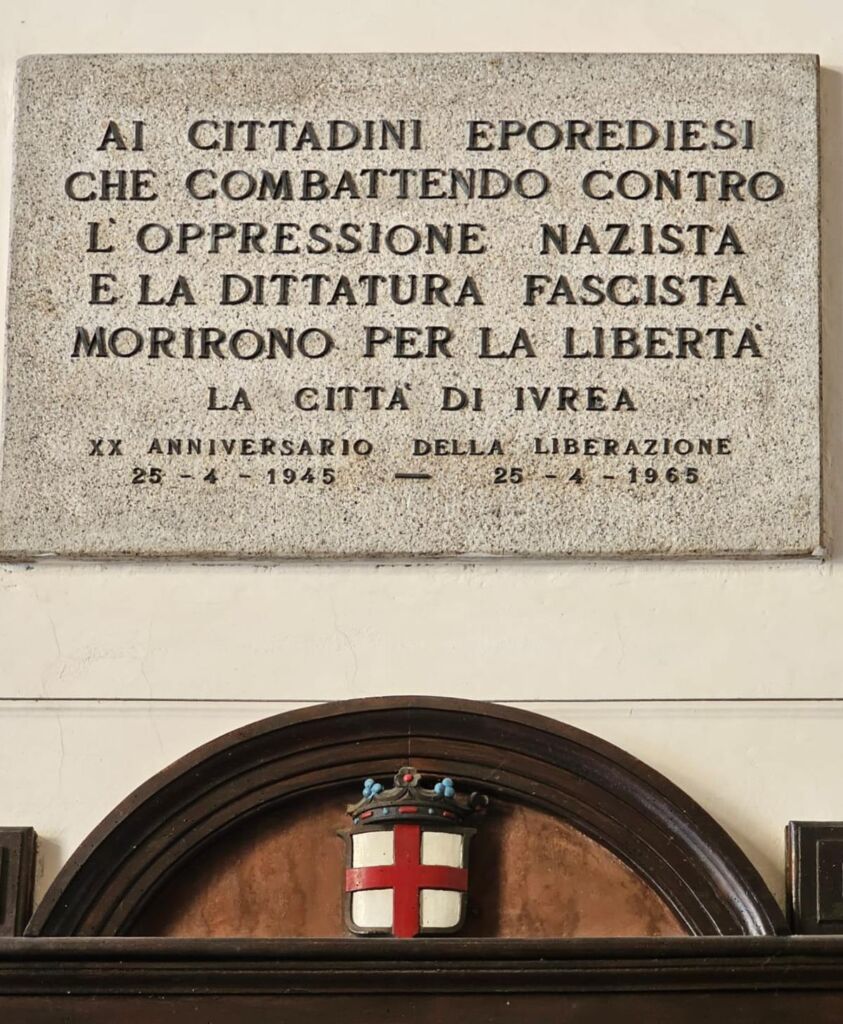 AI CITTADINI EPOREDIESI
CHE COMBATTENDO CONTRO
L'OPPRESSIONE NAZISTA
E LA DITTATURA FASCISTA
MORIRONO PER LA LIBERTA'
LA CITTA' DI IVREA
XX ANNIVERSARIO DELLA LIBERAZIONE
25 - 4 - 1945 — 25 - 4 - 1965